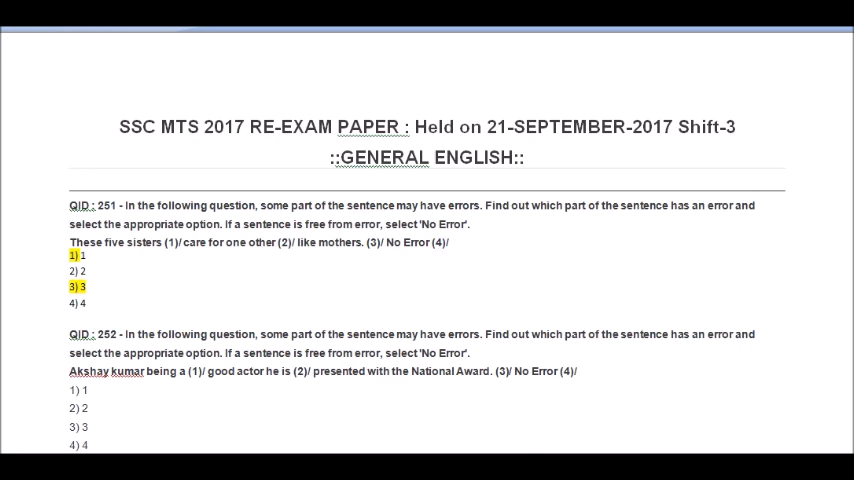 SSC MTS 2017 RE-EXAM PAPER : Held on 21-SEPTEMBER-2017 Shift-3
::GENERAL ENGLISH::
QID : 251 - In the following question, some part of the sentence may have errors. Find out which part of the sentence has an error and
select the appropriate option. If a sentence is free from error, select 'No Error'.
These five sisters (1)/ care for one other (2)/ like mothers. (3)/ No Error (4)/
1) 1
2) 2
3) 3
4) 4
QID : 252 - In the following question, some part of the sentence may have errors. Find out which part of the sentence has an error and
select the appropriate option. If a sentence is free from error, select 'No Error'.
Akshay kumar being a (1)/ good actor he is (2)/ presented with the National Award. (3)/ No Error (4)/
1) 1
2) 2
3) 3
4) 4